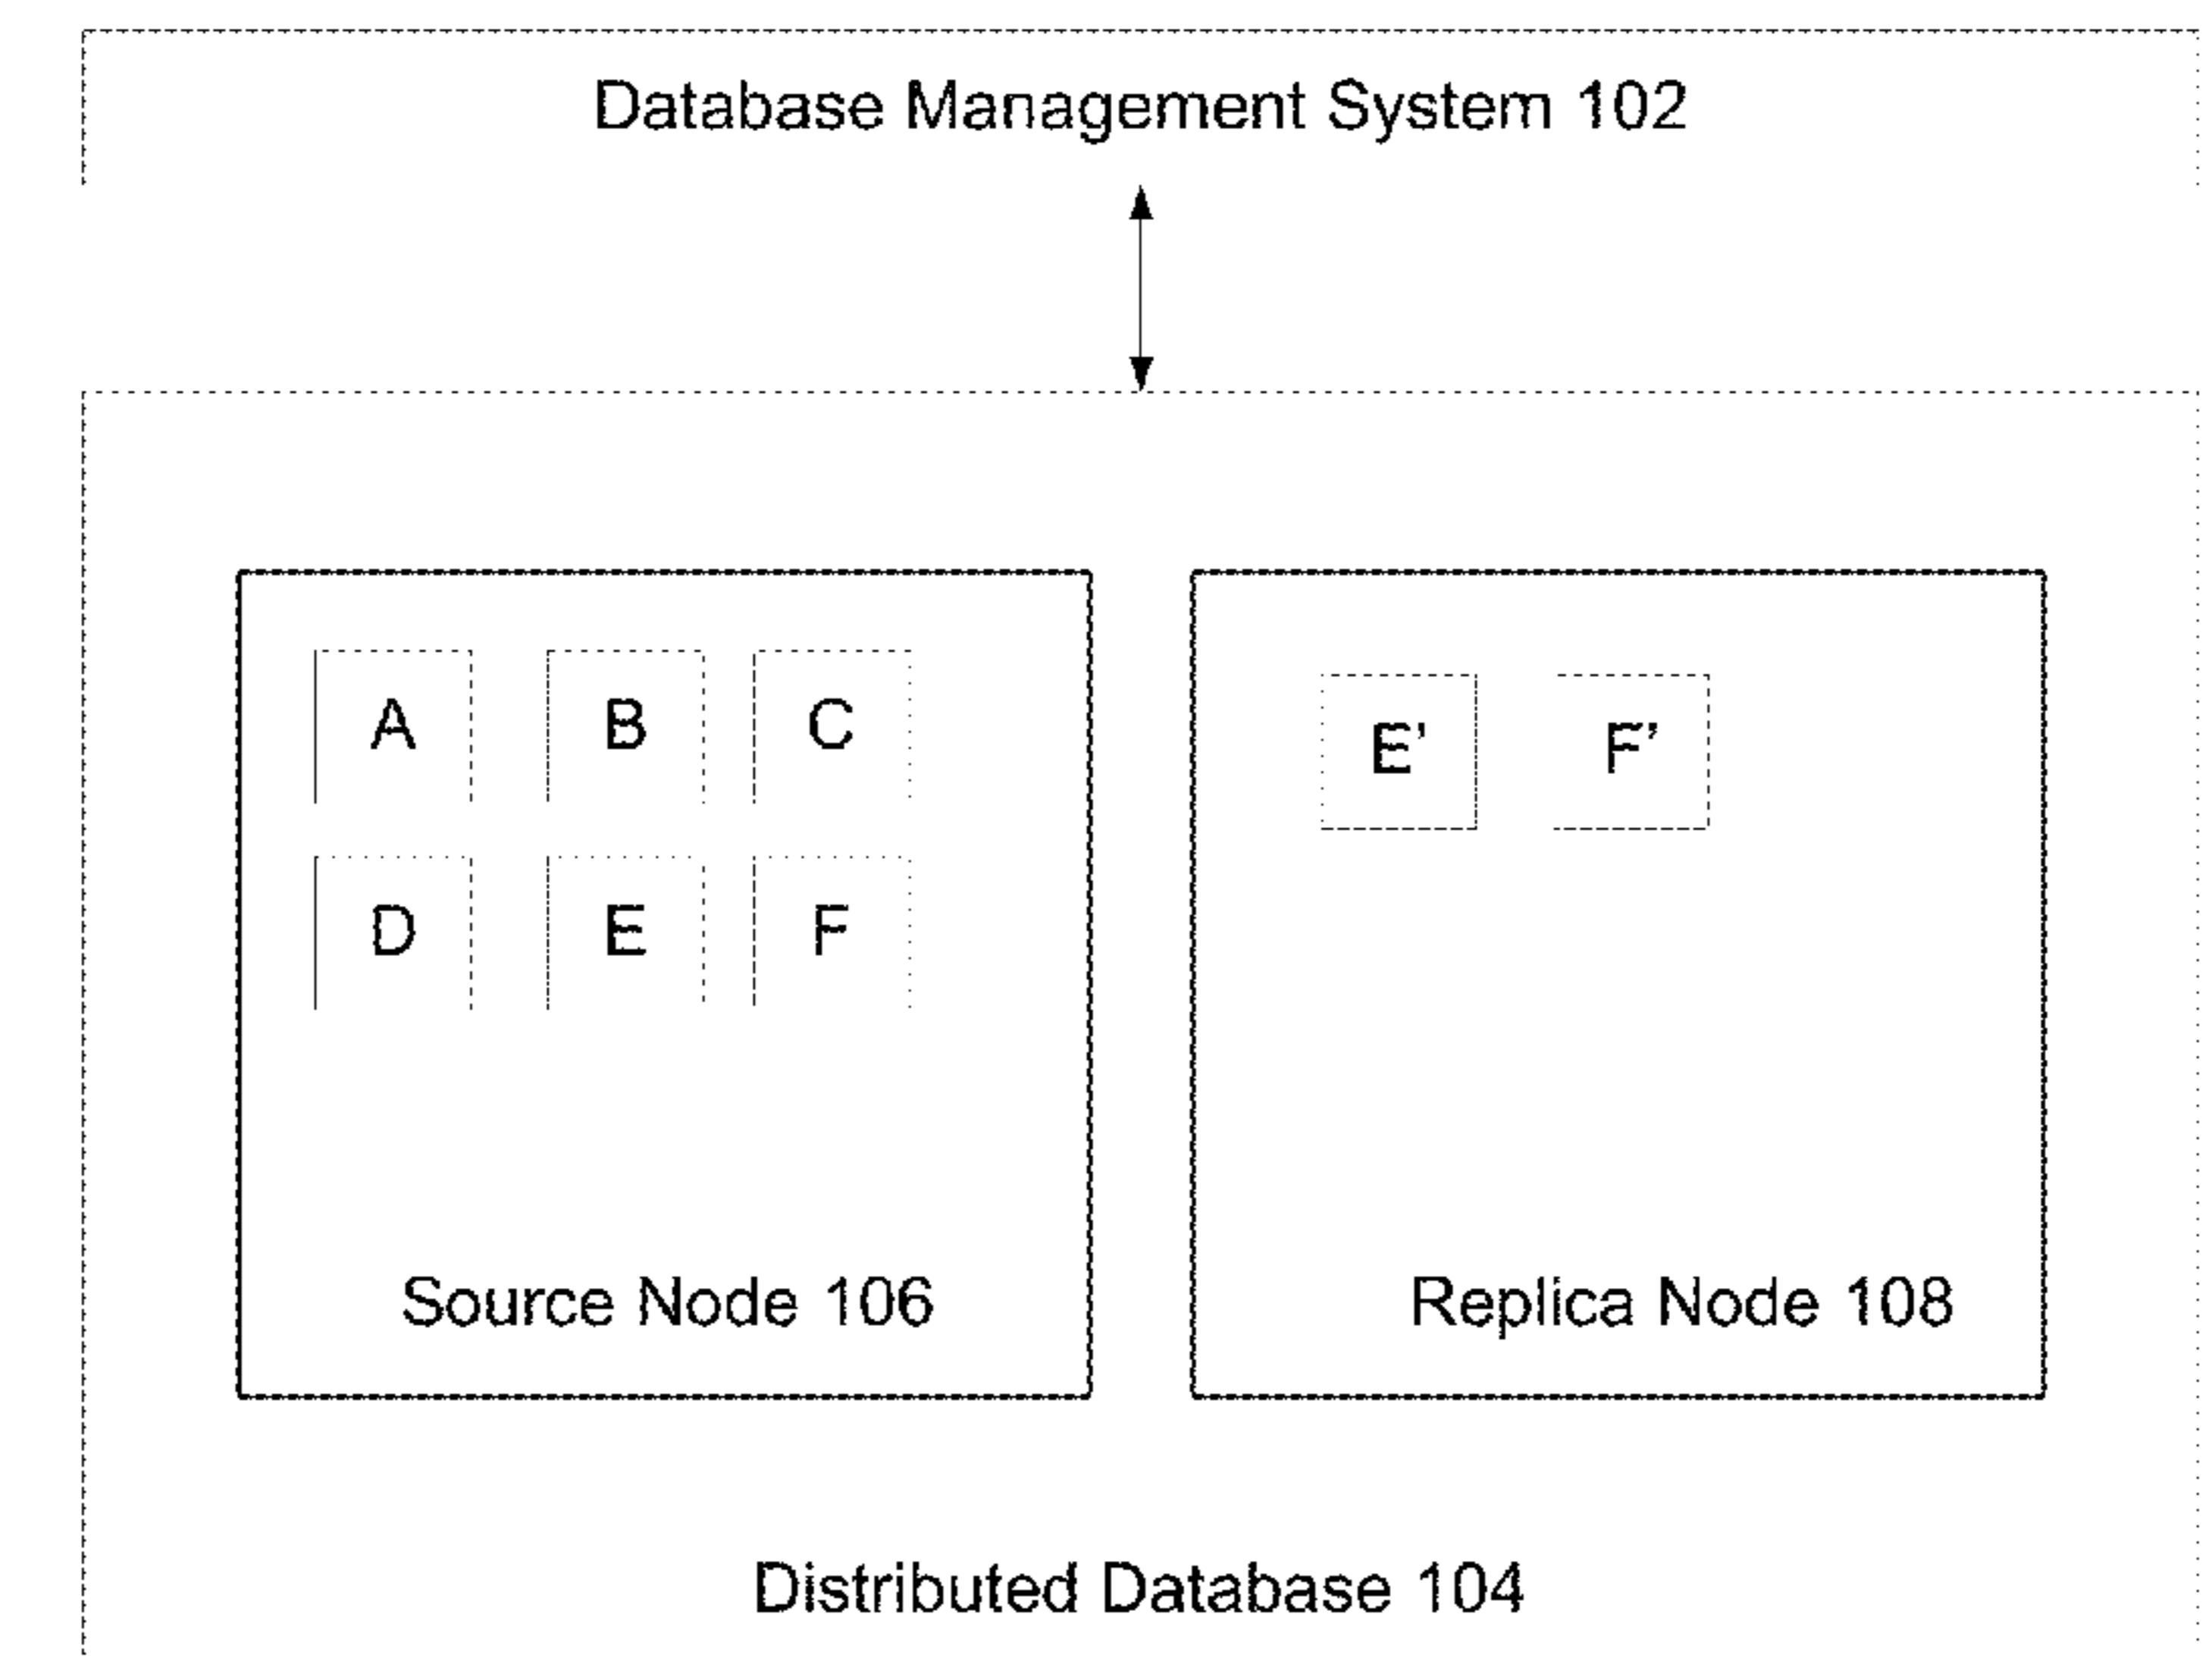 Database Management System 102
A B C
E' F'
D E F
Source Node 106
Replica Node 108
Distributed Database 104